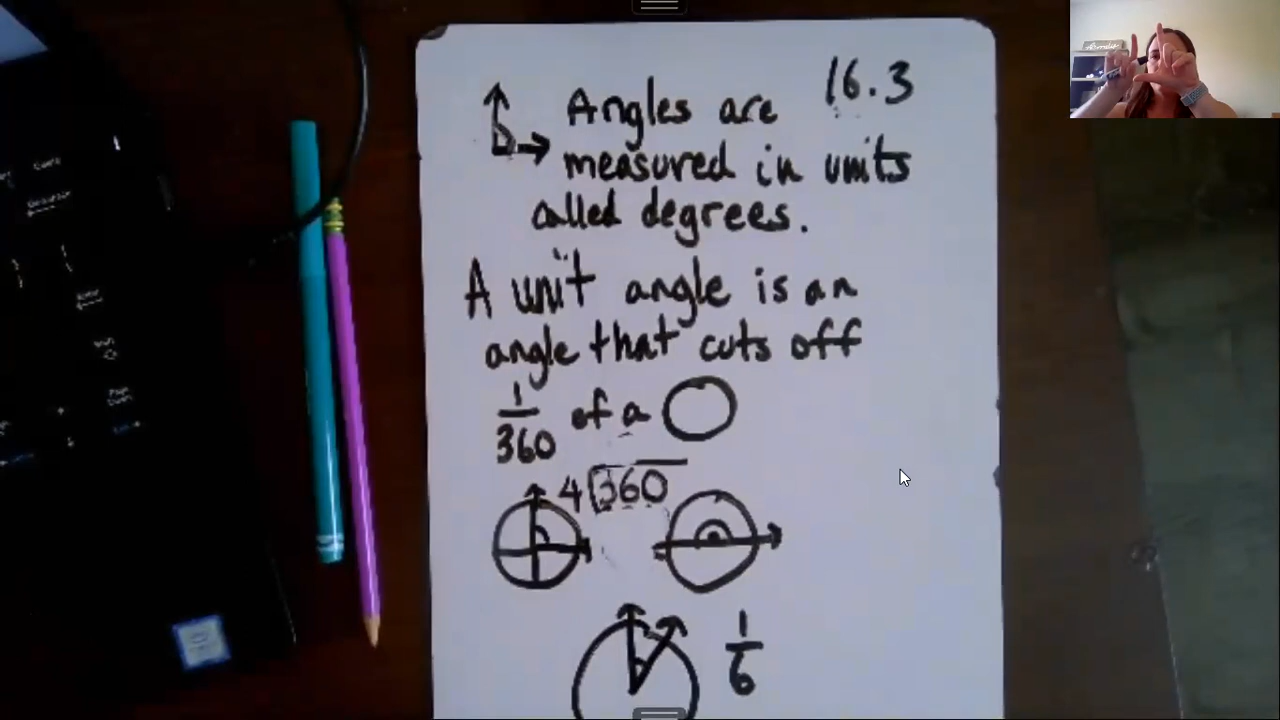 16.3
Angles are
measured in units
called degrees.
A unit angle is an
angle that cuts off
1/360 of a
4 360
1/6